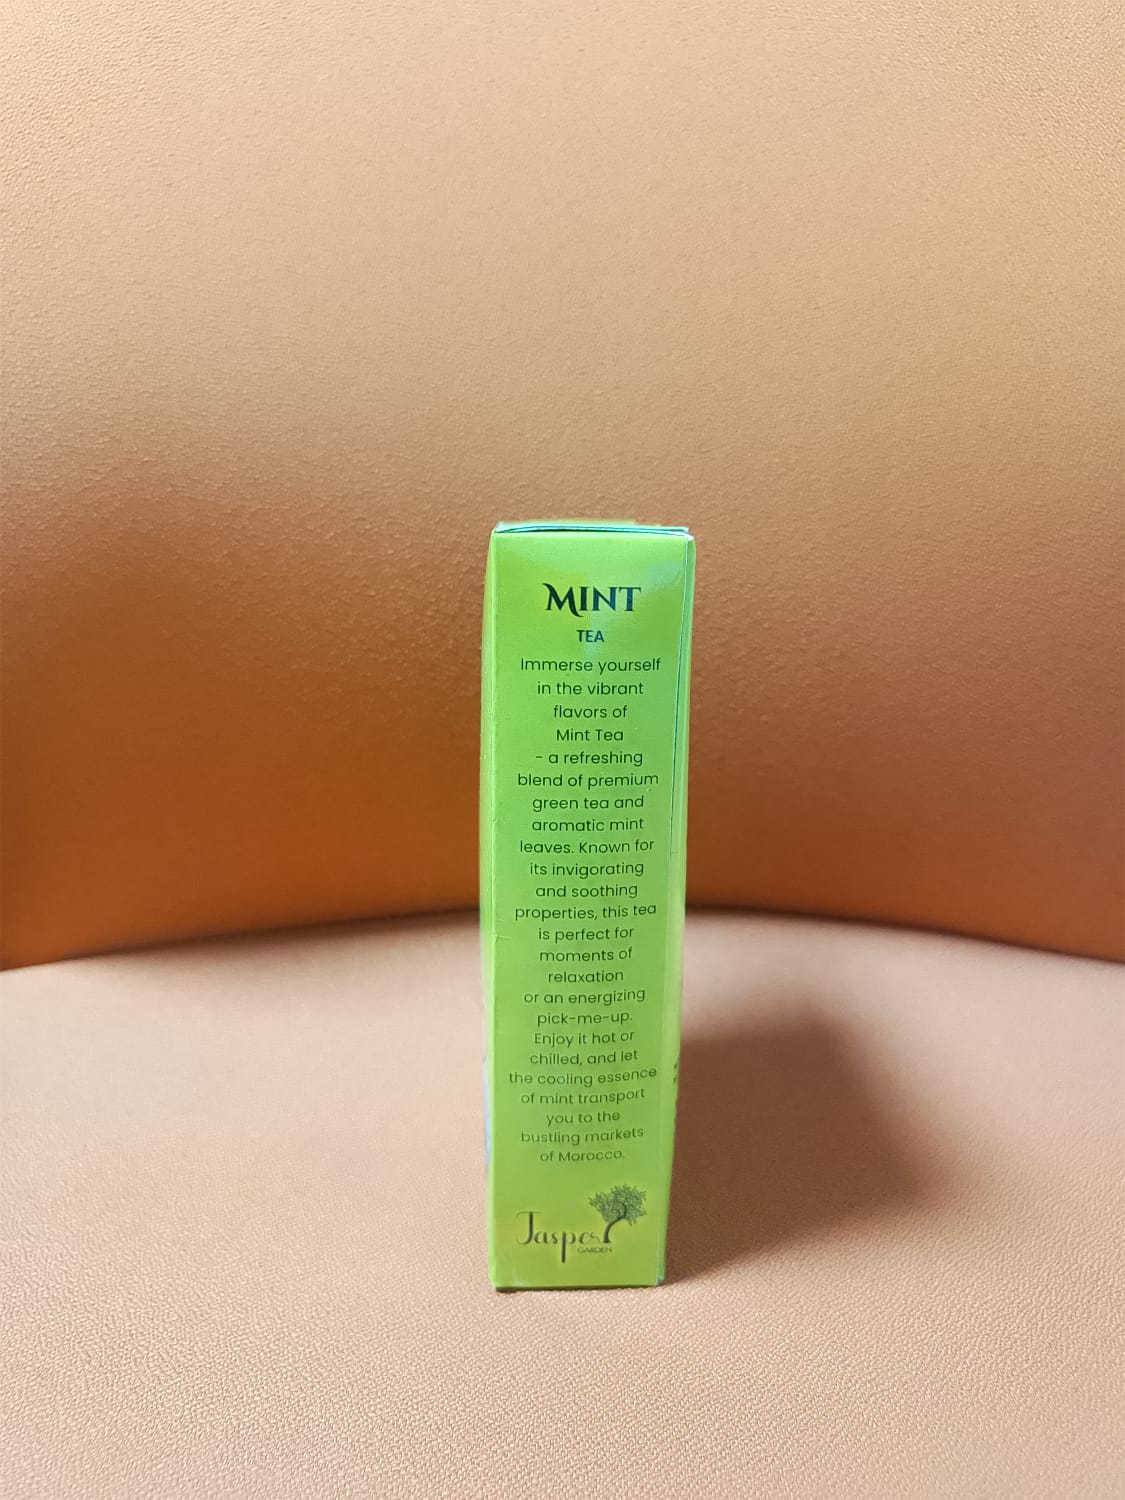 MINT
TEA
Immerse yourself
in the vibrant
flavors of
Mint Tea
- a refreshing
blend of premium
green tea and
aromatic mint
leaves. Known for
its invigorating
and soothing
properties, this tea
is perfect for
moments of
relaxation
or an energizing
pick-me-up.
Enjoy it hot or
chilled, and let
the cooling essence
of mint transport
you to the
bustling markets
of Morocco.
Jaspes
GARDEN